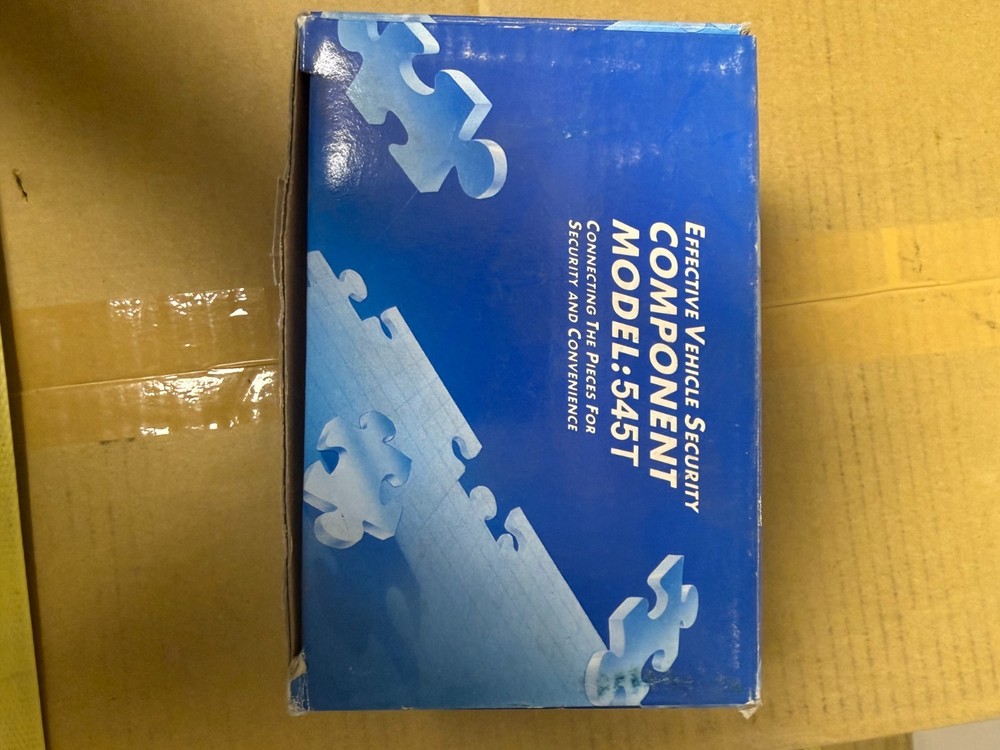 EFFECTIVE VEHICLE SECURITY
COMPONENT
MODEL:545T
CONNECTING THE PIECES FOR
SECURITY AND CONVENIENCE